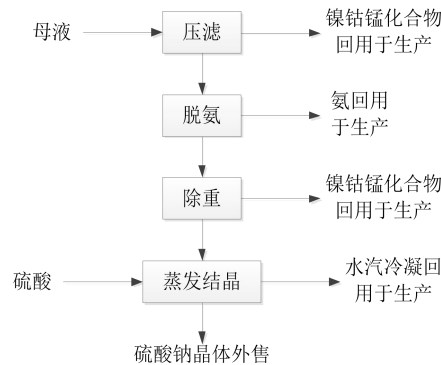 母液
压滤
镍钴锰化合物
回用于生产
脱氨
氨回用
于生产
除重
镍钴锰化合物
回用于生产
硫酸
蒸发结晶
水汽冷凝回
用于生产
硫酸钠晶体外售